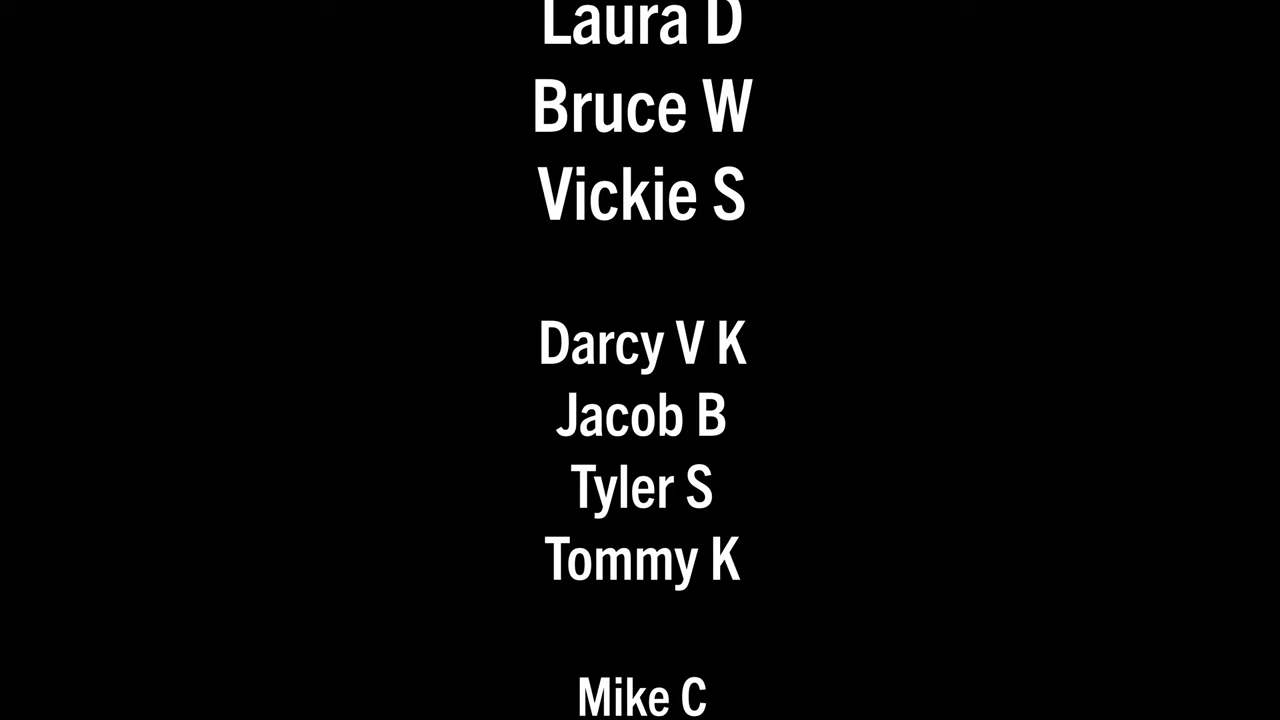 Laura D
Bruce W
Vickie S
Darcy V K
Jacob B
Tyler S
Tommy K
Mike C